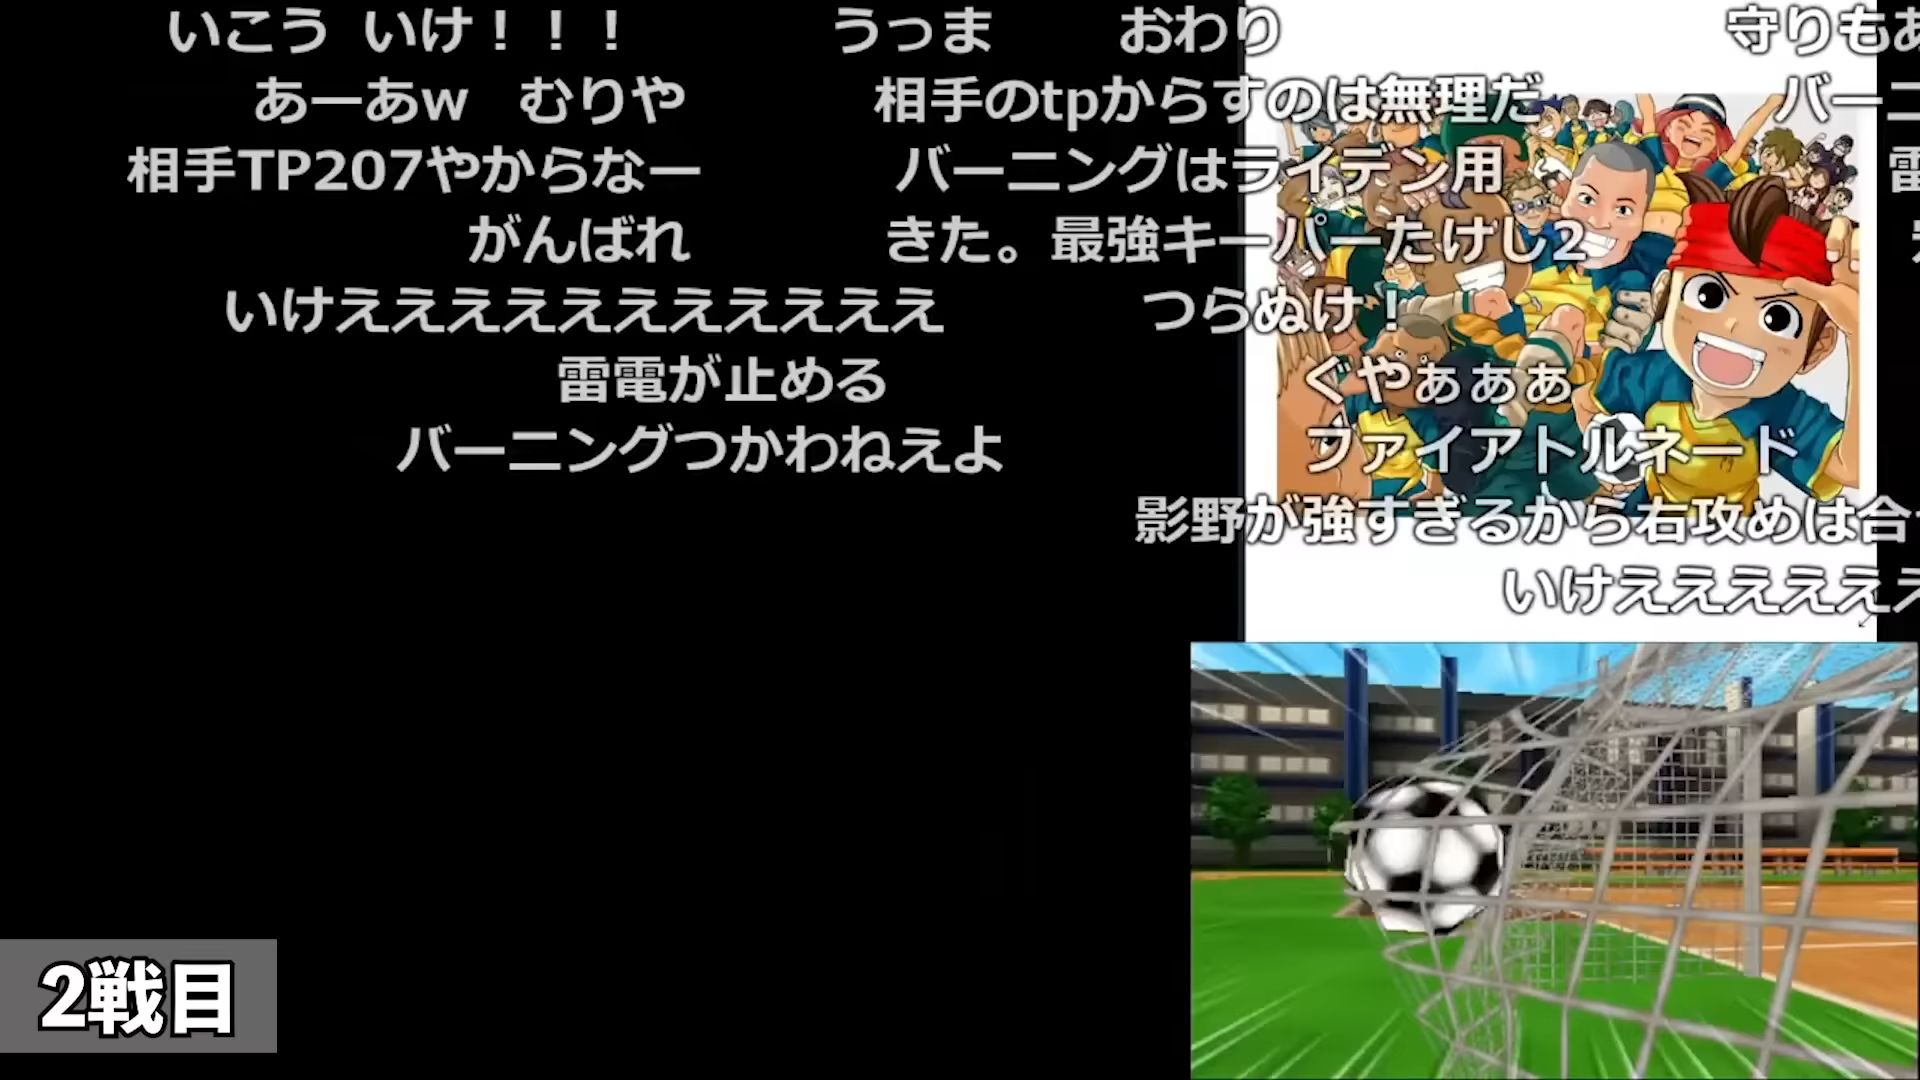 いこう いけ！！！ うっま おわり 守りもあ
あーあw むりや 相手のtpからすのは無理だ バーニ
相手TP207やからなー バーニングはライデン用 雷
がんばれ きた。最強キーパーたけし2
いけええええええええええええ つらぬけ！
雷電が止める ぐやぁぁぁ
バーニングつかわねえよ ファイアトルネード
影野が強すぎるから右攻めは合
いけえええええ
2戦目